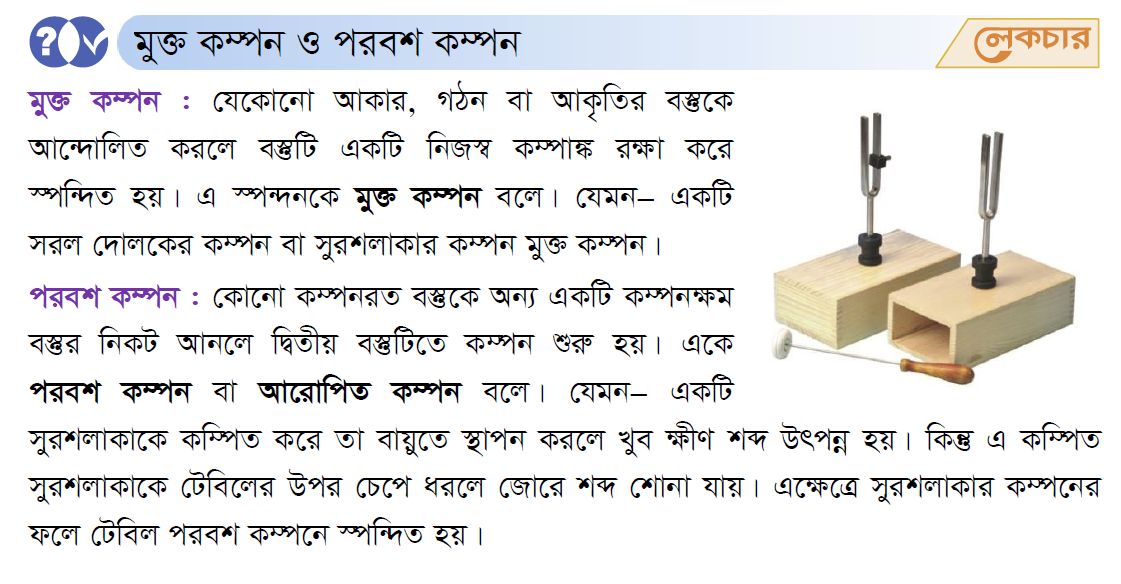 মুক্ত কম্পন ও পরবশ কম্পন
লেকচার
মুক্ত কম্পন : যেকোনো আকার, গঠন বা আকৃতির বস্তুকে
আন্দোলিত করলে বস্তুটি একটি নিজস্ব কম্পাঙ্ক রক্ষা করে
স্পন্দিত হয়। এ স্পন্দনকে মুক্ত কম্পন বলে। যেমন– একটি
সরল দোলকের কম্পন বা সুরশলাকার কম্পন মুক্ত কম্পন।
পরবশ কম্পন : কোনো কম্পনরত বস্তুকে অন্য একটি কম্পনক্ষম
বস্তুর নিকট আনলে দ্বিতীয় বস্তুটিতে কম্পন শুরু হয়। একে
পরবশ কম্পন বা আরোপিত কম্পন বলে। যেমন– একটি
সুরশলাকাকে কম্পিত করে তা বায়ুতে স্থাপন করলে খুব ক্ষীণ শব্দ উৎপন্ন হয়। কিন্তু এ কম্পিত
সুরশলাকাকে টেবিলের উপর চেপে ধরলে জোরে শব্দ শোনা যায়। এক্ষেত্রে সুরশলাকার কম্পনের
ফলে টেবিল পরবশ কম্পনে স্পন্দিত হয়।